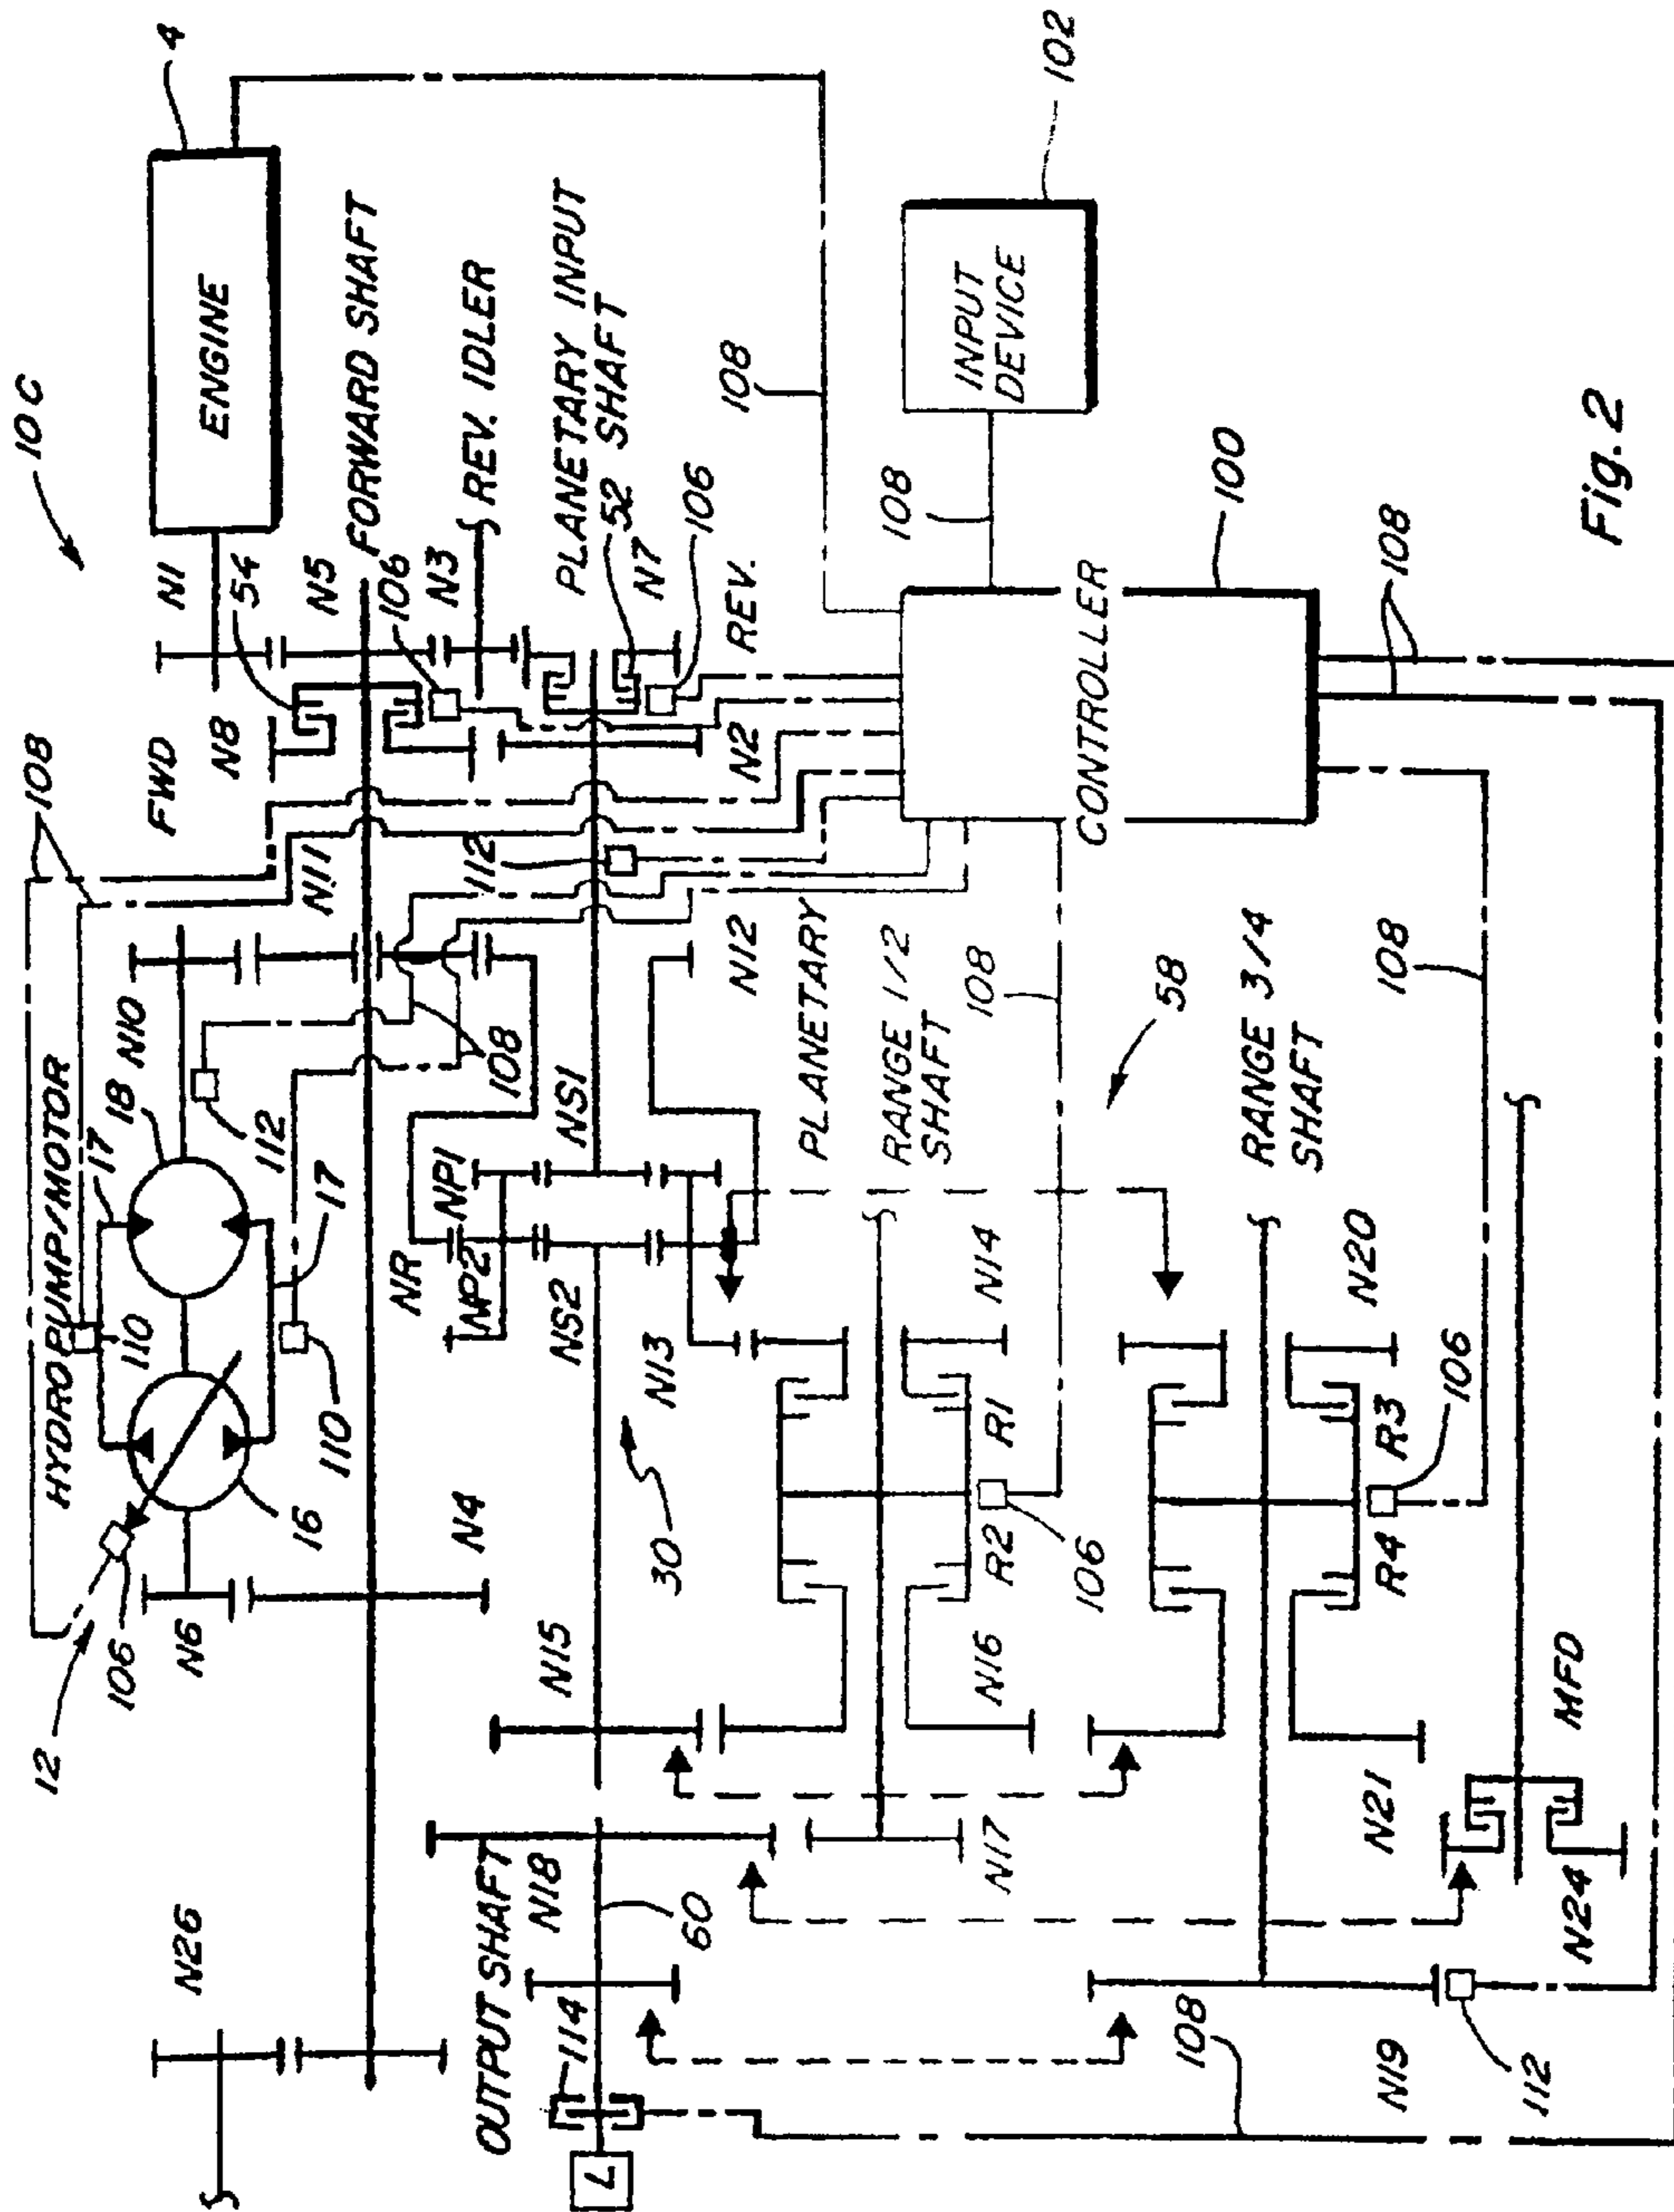 10C
4
ENGINE
N1
54
N5
FORWARD SHAFT
106
N3
REV. IDLER
PLANETARY INPUT
52 SHAFT
N7
106
REV.
N2
108
FWD
N8
108
N11
112
N12
HYDRO PUMP/MOTOR
17
18
N10
112
17
108
110
110
16
106
12
N6
N4
NR
NP1
NP2
NS1
NS2
N13
30
N15
PLANETARY
RANGE 1/2
SHAFT
108
58
N14
R1
R2
106
N16
RANGE 3/4
SHAFT
108
N20
R3
R4
106
N21
MFD
N24
N17
N18
OUTPUT SHAFT
60
114
N26
L
N19
108
112
CONTROLLER
100
108
108
INPUT
DEVICE
102
Fig. 2